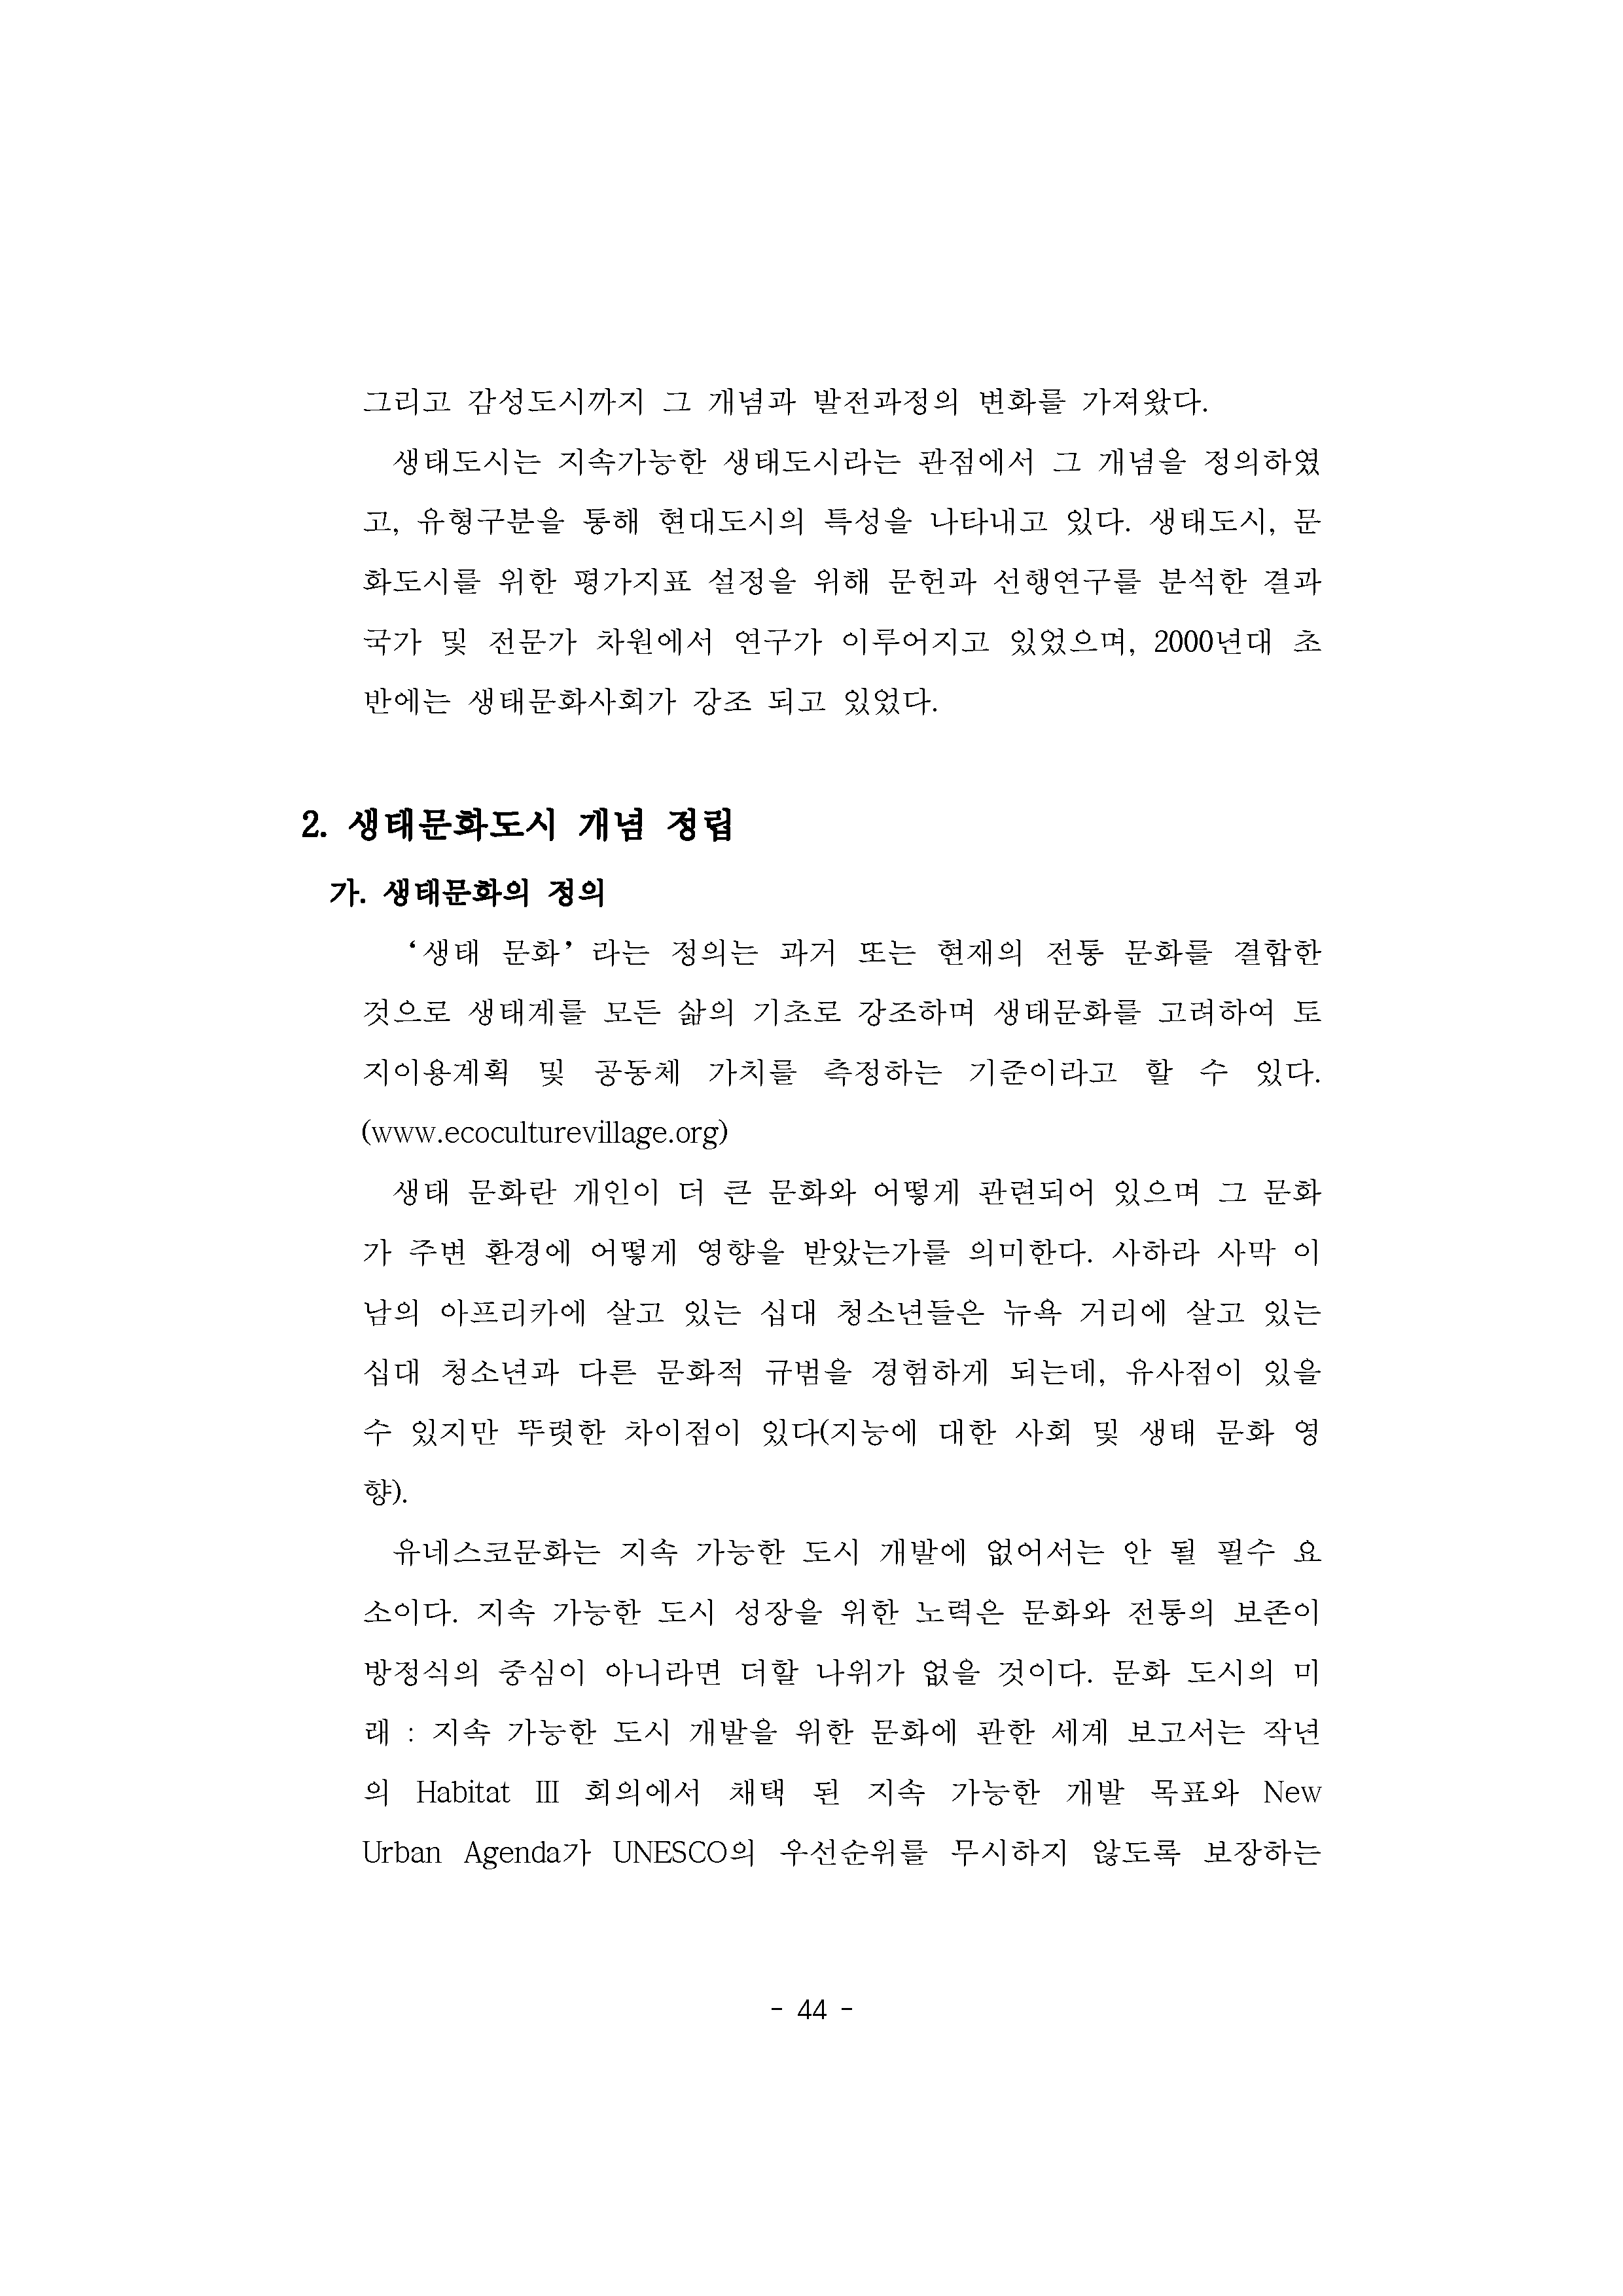 그리고 감성도시까지 그 개념과 발전과정의 변화를 가져왔다.
생태도시는 지속가능한 생태도시라는 관점에서 그 개념을 정의하였
고, 유형구분을 통해 현대도시의 특성을 나타내고 있다. 생태도시, 문
화도시를 위한 평가지표 설정을 위해 문헌과 선행연구를 분석한 결과
국가 및 전문가 차원에서 연구가 이루어지고 있었으며, 2000년대 초
반에는 생태문화사회가 강조 되고 있었다.
2. 생태문화도시 개념 정립
가. 생태문화의 정의
‘생태 문화’라는 정의는 과거 또는 현재의 전통 문화를 결합한
것으로 생태계를 모든 삶의 기초로 강조하며 생태문화를 고려하여 토
지이용계획 및 공동체 가치를 측정하는 기준이라고 할 수 있다.
(www.ecoculturevillage.org)
생태 문화란 개인이 더 큰 문화와 어떻게 관련되어 있으며 그 문화
가 주변 환경에 어떻게 영향을 받았는가를 의미한다. 사하라 사막 이
남의 아프리카에 살고 있는 십대 청소년들은 뉴욕 거리에 살고 있는
십대 청소년과 다른 문화적 규범을 경험하게 되는데, 유사점이 있을
수 있지만 뚜렷한 차이점이 있다(지능에 대한 사회 및 생태 문화 영
향).
유네스코문화는 지속 가능한 도시 개발에 없어서는 안 될 필수 요
소이다. 지속 가능한 도시 성장을 위한 노력은 문화와 전통의 보존이
방정식의 중심이 아니라면 더할 나위가 없을 것이다. 문화 도시의 미
래 : 지속 가능한 도시 개발을 위한 문화에 관한 세계 보고서는 작년
의 Habitat Ⅲ 회의에서 채택 된 지속 가능한 개발 목표와 New
Urban Agenda가 UNESCO의 우선순위를 무시하지 않도록 보장하는
- 44 -